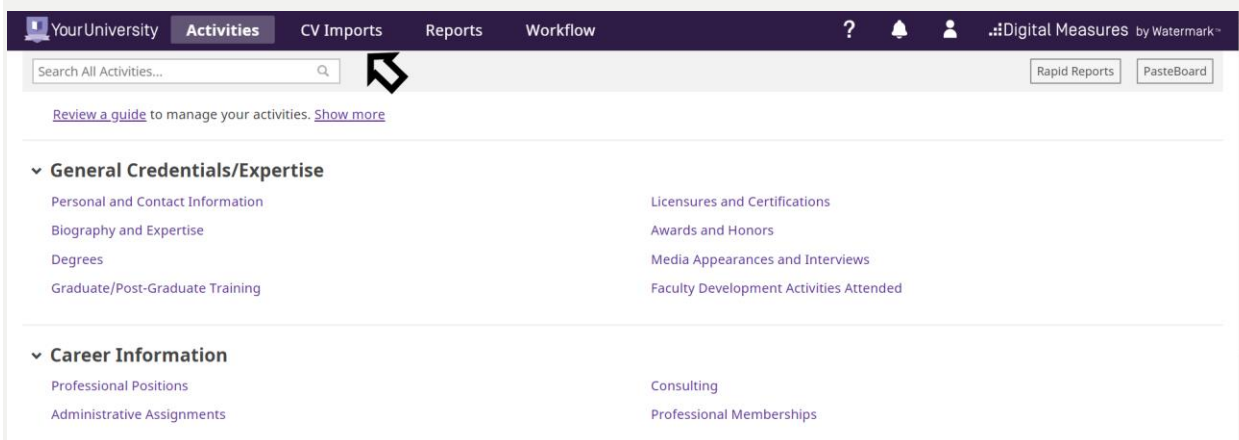 YourUniversity Activities CV Imports Reports Workflow ? .:Digital Measures by Watermark™
Search All Activities... Rapid Reports PasteBoard
Review a guide to manage your activities. Show more
General Credentials/Expertise
Personal and Contact Information Licensures and Certifications
Biography and Expertise Awards and Honors
Degrees Media Appearances and Interviews
Graduate/Post-Graduate Training Faculty Development Activities Attended
Career Information
Professional Positions Consulting
Administrative Assignments Professional Memberships